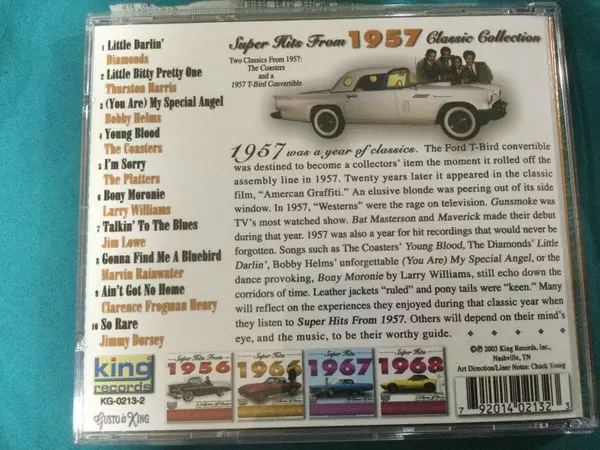 Super Hits From 1957 Classic Collection
1 Little Darlin'
Diamonds
2 Little Bitty Pretty One
Thurston Harris
3 (You Are) My Special Angel
Bobby Helms
4 Young Blood
The Coasters
5 I'm Sorry
The Platters
6 Bony Moronie
Larry Williams
7 Talkin' To The Blues
Jim Lowe
8 Gonna Find Me A Bluebird
Marvin Rainwater
9 Ain't Got No Home
Clarence Frogman Henry
10 So Rare
Jimmy Dorsey
Two Classics From 1957:
The Coasters
and a
1957 T-Bird Convertible
1957 was a year of classics. The Ford T-Bird convertible
was destined to become a collectors' item the moment it rolled off the
assembly line in 1957. Twenty years later it appeared in the classic
film, "Amercan Graffiti." An elusive blonde was peering out of its side
window. In 1957, "Westerns" were the rage on television. Gunsmoke was
TV's most watched show. Bat Masterson and Maverick made their debut
during that year. 1957 was also a year for hit recordings that would never be
forgotten. Songs such as The Coasters' Young Blood, The Diamonds' Little
Darlin', Bobby Helms' unforgettable (You Are) My Special Angel, or the
dance provoking, Bony Moronie by Larry Williams, still echo down the
corridors of time. Leather jackets "ruled" and pony tails were "keen." Many
will reflect on the experiences they enjoyed during that classic year when
they listen to Super Hits From 1957. Others will depend on their mind's
eye, and the music, to be their worthy guide.
king
records
KG-0213-2
GUSTO & KING
Super Hits From
1956
Super Hits
1966
Super Hits From
1967
Super Hits From
1968
℗ © 2003 King Records, Inc.
Nashville, TN
Art Direction/Liner Notes: Chuck Young
7 92014 02132 3